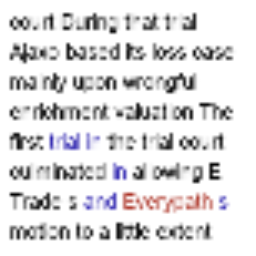 court During that trial
Ajaxo based its loss case
mainly upon wrongful
enrichment valuation The
first trial in the trial court
culminated in allowing E
Trade s and Everypath s
motion to a little extent